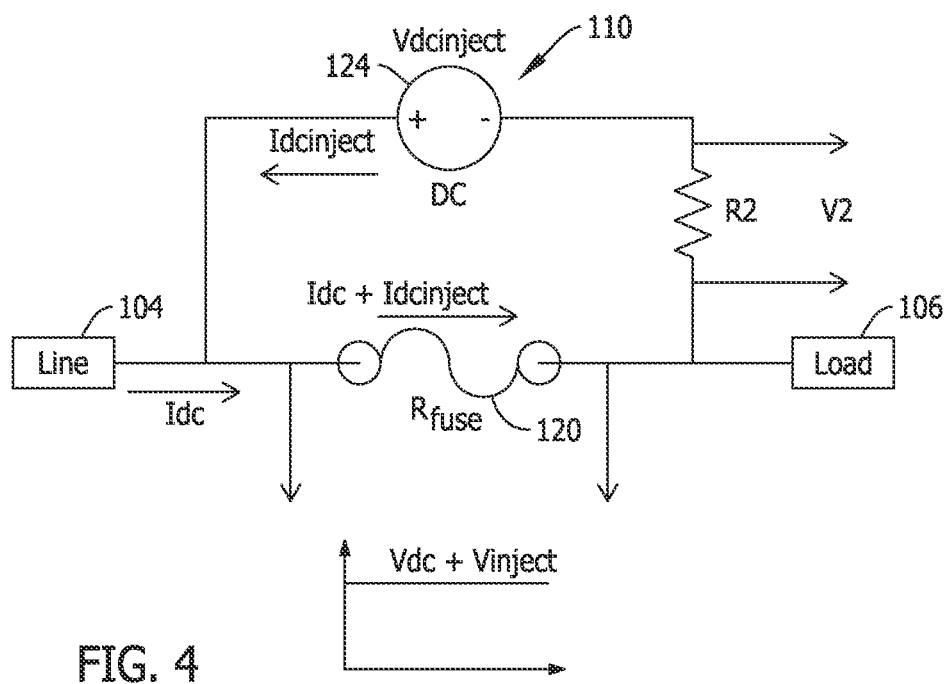 Vdcinject
110
124
+ -
Idcinject
DC
R2
V2
Idc + Idcinject
104
106
Line
Load
Idc
Rfuse
120
Vdc + Vinject
FIG. 4